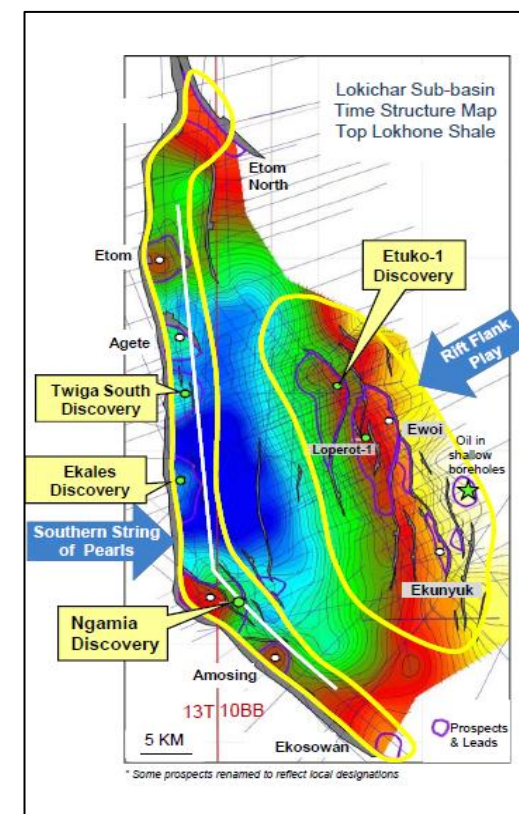 Lokichar Sub-basin
Time Structure Map
Top Lokhone Shale
Etom
North
Etom
Etuko-1
Discovery
Agete
Rift Flank
Play
Twiga South
Discovery
Ewoi
Loperot-1
Oil in
shallow
boreholes
Ekales
Discovery
Southern String
of Pearls
Ekunyuk
Ngamia
Discovery
Amosing
13T 10BB
Prospects
& Leads
5 KM
Ekosowan
* Some prospects renamed to reflect local designations